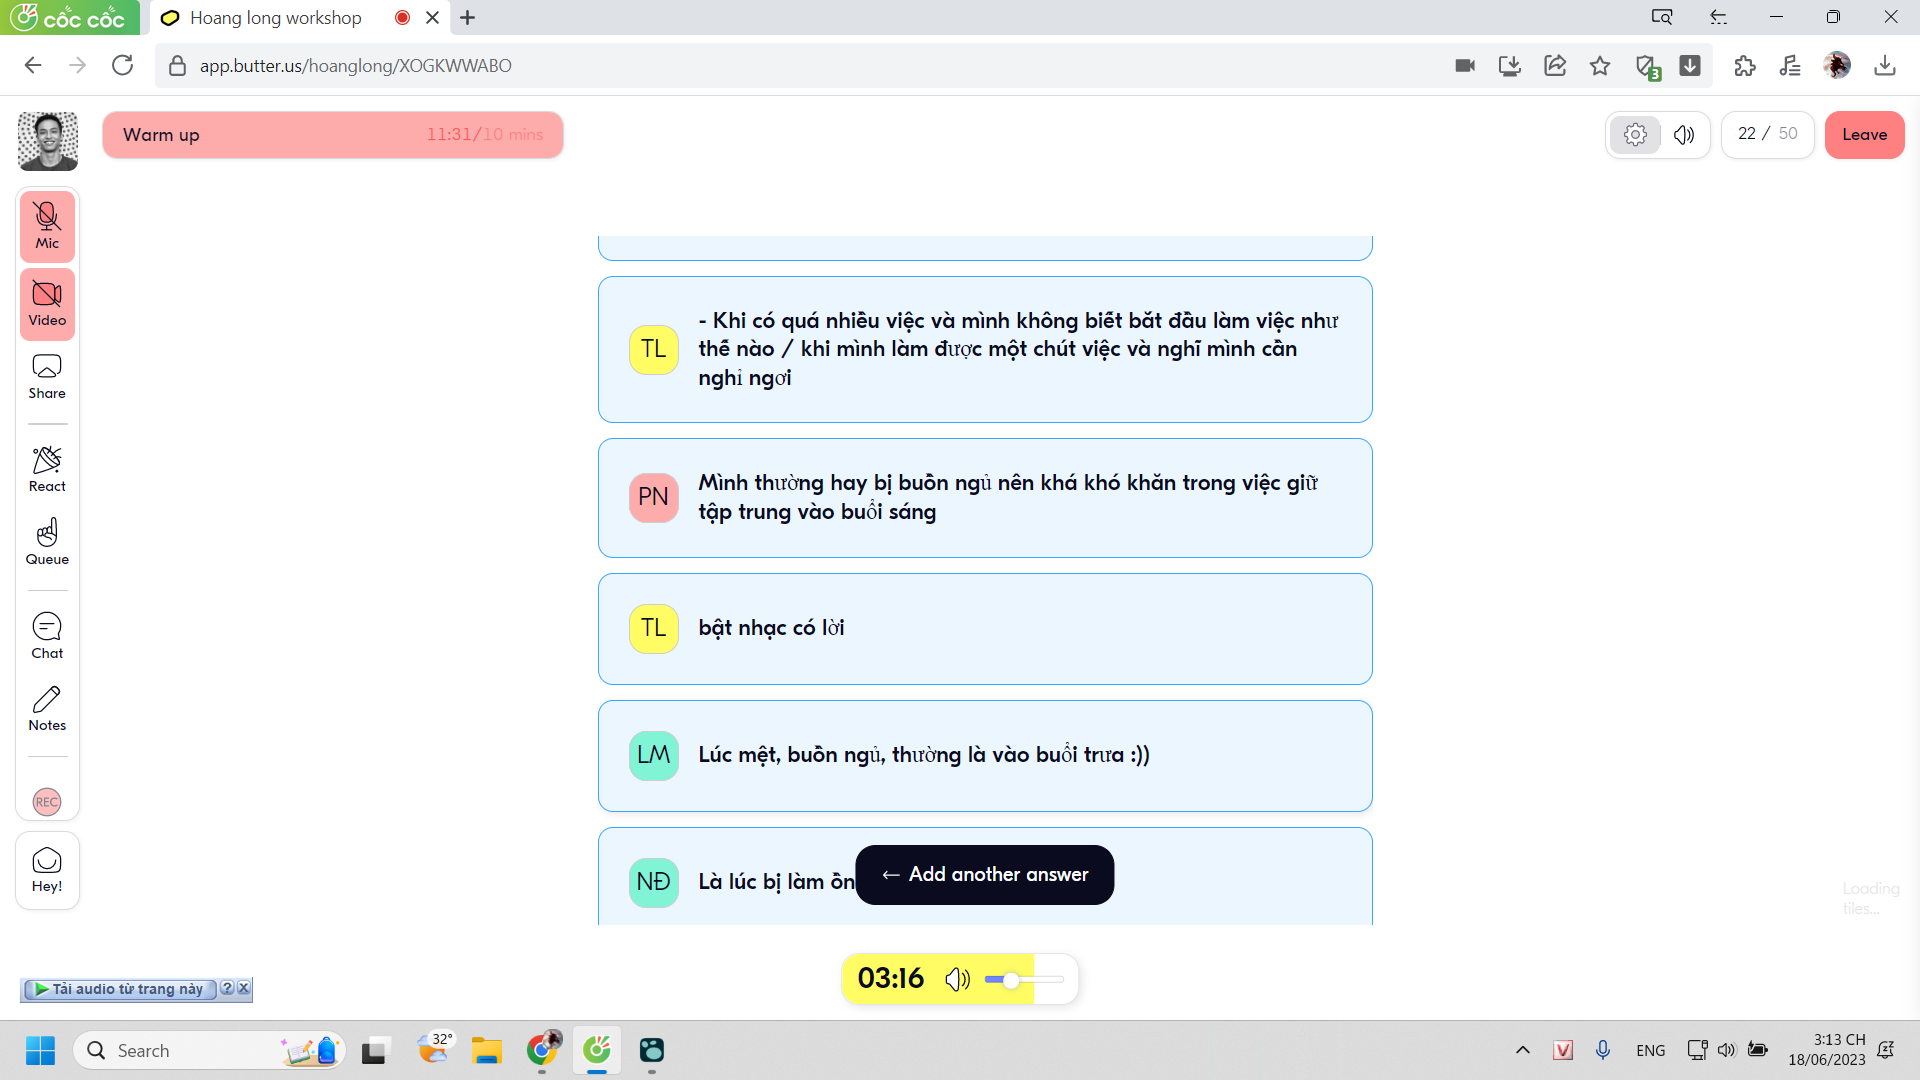 cốc cốc
Hoang long workshop
app.butter.us/hoanglong/XOGKWWABO
3
Warm up
11:31/10 mins
22 / 50
Leave
Mic
Video
Share
React
Queue
Chat
Notes
REC
Hey!
TL
- Khi có quá nhiều việc và mình không biết bắt đầu làm việc như
thế nào / khi mình làm được một chút việc và nghĩ mình cần
nghỉ ngơi
PN
Mình thường hay bị buồn ngủ nên khá khó khăn trong việc giữ
tập trung vào buổi sáng
TL
bật nhạc có lời
LM
Lúc mệt, buồn ngủ, thường là vào buổi trưa :))
NĐ
Là lúc bị làm ồn
← Add another answer
Loading
tiles...
03:16
Tải audio từ trang này
? X
Search
32°
V
ENG
3:13 CH
18/06/2023